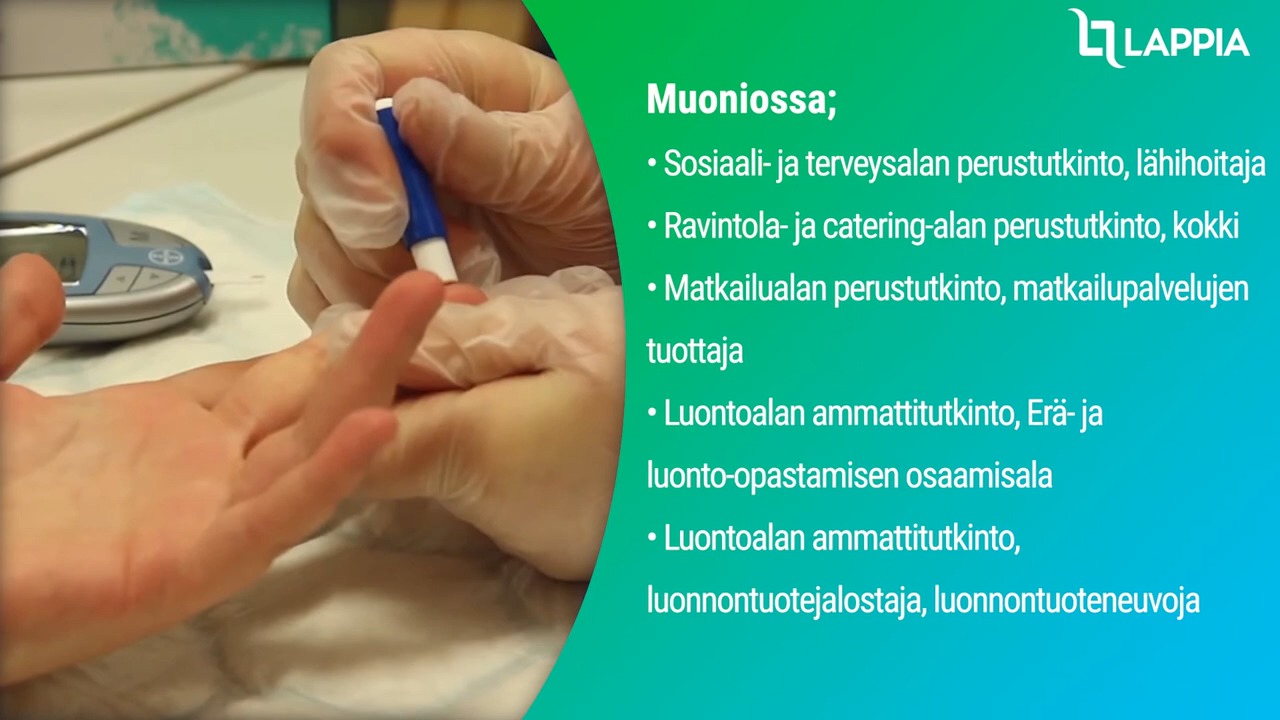 LAPPIA
Muoniossa;
• Sosiaali- ja terveysalan perustutkinto, lähihoitaja
• Ravintola- ja catering-alan perustutkinto, kokki
• Matkailualan perustutkinto, matkailupalvelujen
tuottaja
• Luontoalan ammattitutkinto, Erä- ja
luonto-opastamisen osaamisala
• Luontoalan ammattitutkinto,
luonnontuotejalostaja, luonnontuoteneuvoja